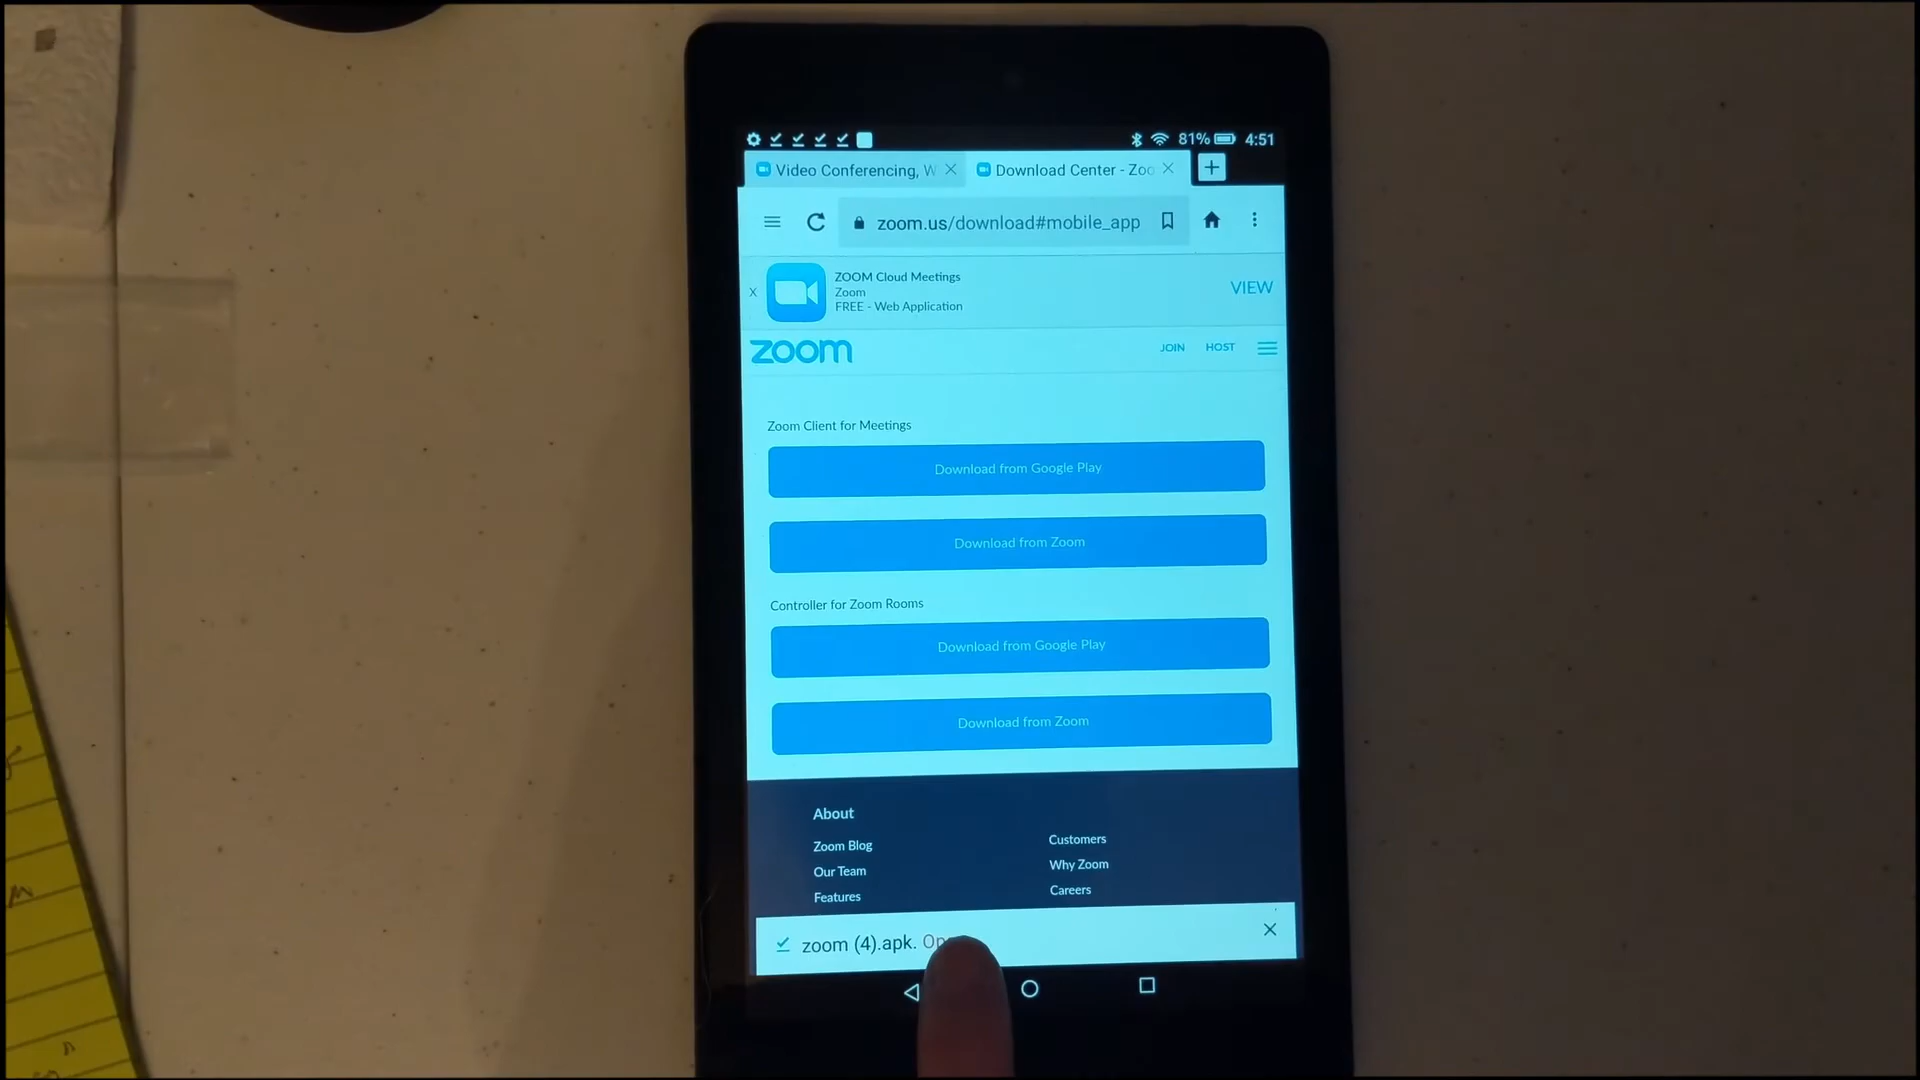 81% 4:51
Video Conferencing, W
Download Center - Zoo
zoom.us/download#mobile_app
X
ZOOM Cloud Meetings
Zoom
FREE - Web Application
VIEW
zoom
JOIN HOST
Zoom Client for Meetings
Download from Google Play
Download from Zoom
Controller for Zoom Rooms
Download from Google Play
Download from Zoom
About
Zoom Blog
Customers
Our Team
Why Zoom
Features
Careers
zoom (4).apk.